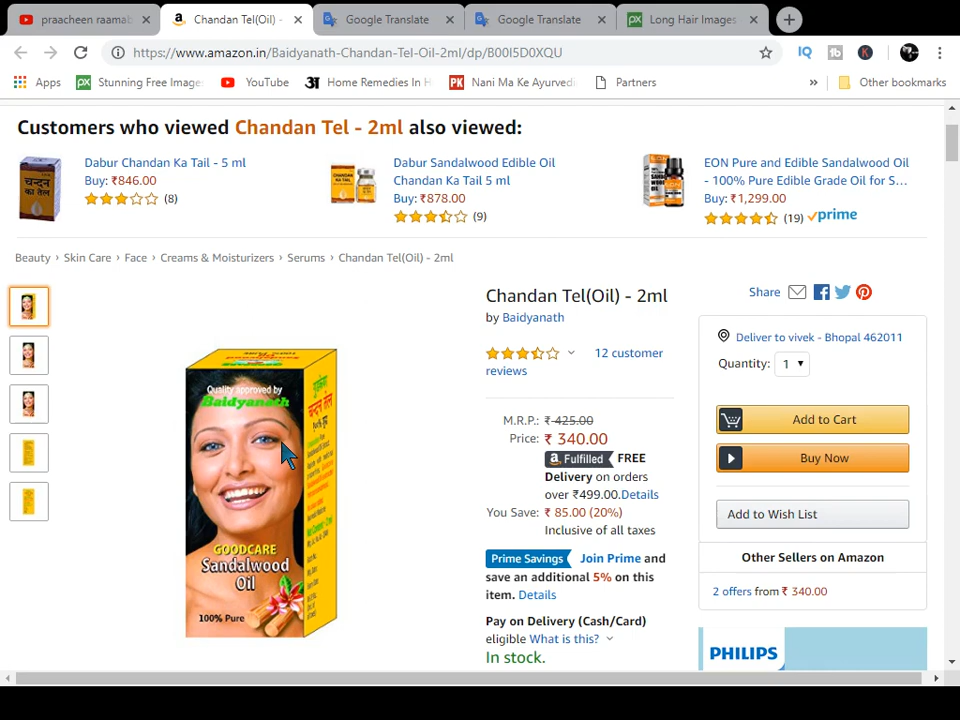 praacheen raamab
Chandan Tel(Oil) -
Google Translate
Google Translate
Long Hair Images
https://www.amazon.in/Baidyanath-Chandan-Tel-Oil-2ml/dp/B00I5D0XQU
Apps
Stunning Free Image
YouTube
Home Remedies In H
Nani Ma Ke Ayurved
Partners
»
Other bookmarks
Customers who viewed Chandan Tel - 2ml also viewed:
Dabur Chandan Ka Tail - 5 ml
Buy: ₹846.00
(8)
Dabur Sandalwood Edible Oil
Chandan Ka Tail 5 ml
Buy: ₹878.00
(9)
EON Pure and Edible Sandalwood Oil
- 100% Pure Edible Grade Oil for S...
Buy: ₹1,299.00
(19) prime
चन्दन
का तेल
Beauty › Skin Care › Face › Creams & Moisturizers › Serums › Chandan Tel(Oil) - 2ml
Quality approved by
Baidyanath
GOODCARE
Sandalwood
Oil
100% Pure
चन्दन तेल
Chandan Tel(Oil) - 2ml
by Baidyanath
12 customer
reviews
M.R.P.: ₹ 425.00
Price: ₹ 340.00
a Fulfilled FREE
Delivery on orders
over ₹499.00.Details
You Save: ₹ 85.00 (20%)
Inclusive of all taxes
Prime Savings Join Prime and
save an additional 5% on this
item. Details
Pay on Delivery (Cash/Card)
eligible What is this?
In stock.
Share
Deliver to vivek - Bhopal 462011
Quantity: 1
Add to Cart
Buy Now
Add to Wish List
Other Sellers on Amazon
2 offers from ₹ 340.00
PHILIPS